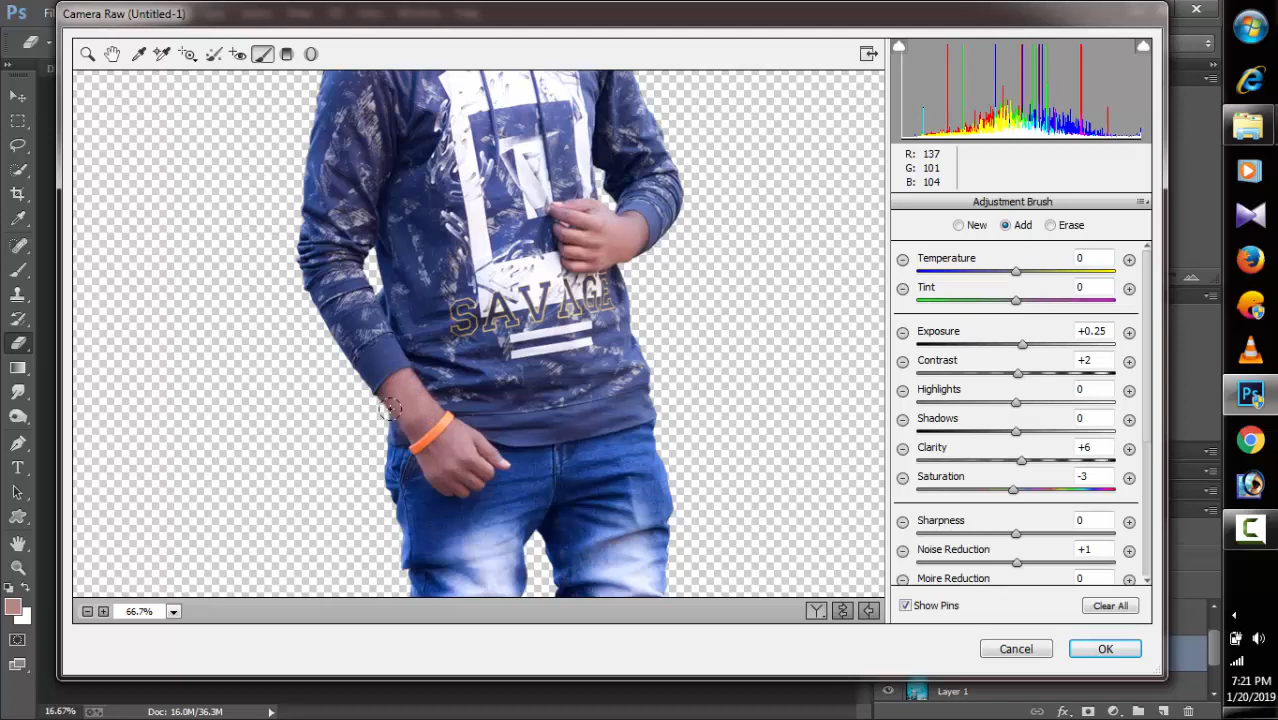 Ps
Camera Raw (Untitled-1)
R: 137
G: 101
B: 104
Adjustment Brush
New Add Erase
Temperature 0
Tint 0
Exposure +0.25
Contrast +2
Highlights 0
Shadows 0
Clarity +6
Saturation -3
Sharpness 0
Noise Reduction +1
Moire Reduction 0
SAVAGE
66.7%
Show Pins Clear All
Cancel OK
Layer 1
16.67% Doc: 16.0M/36.3M
7:21 PM
1/20/2019